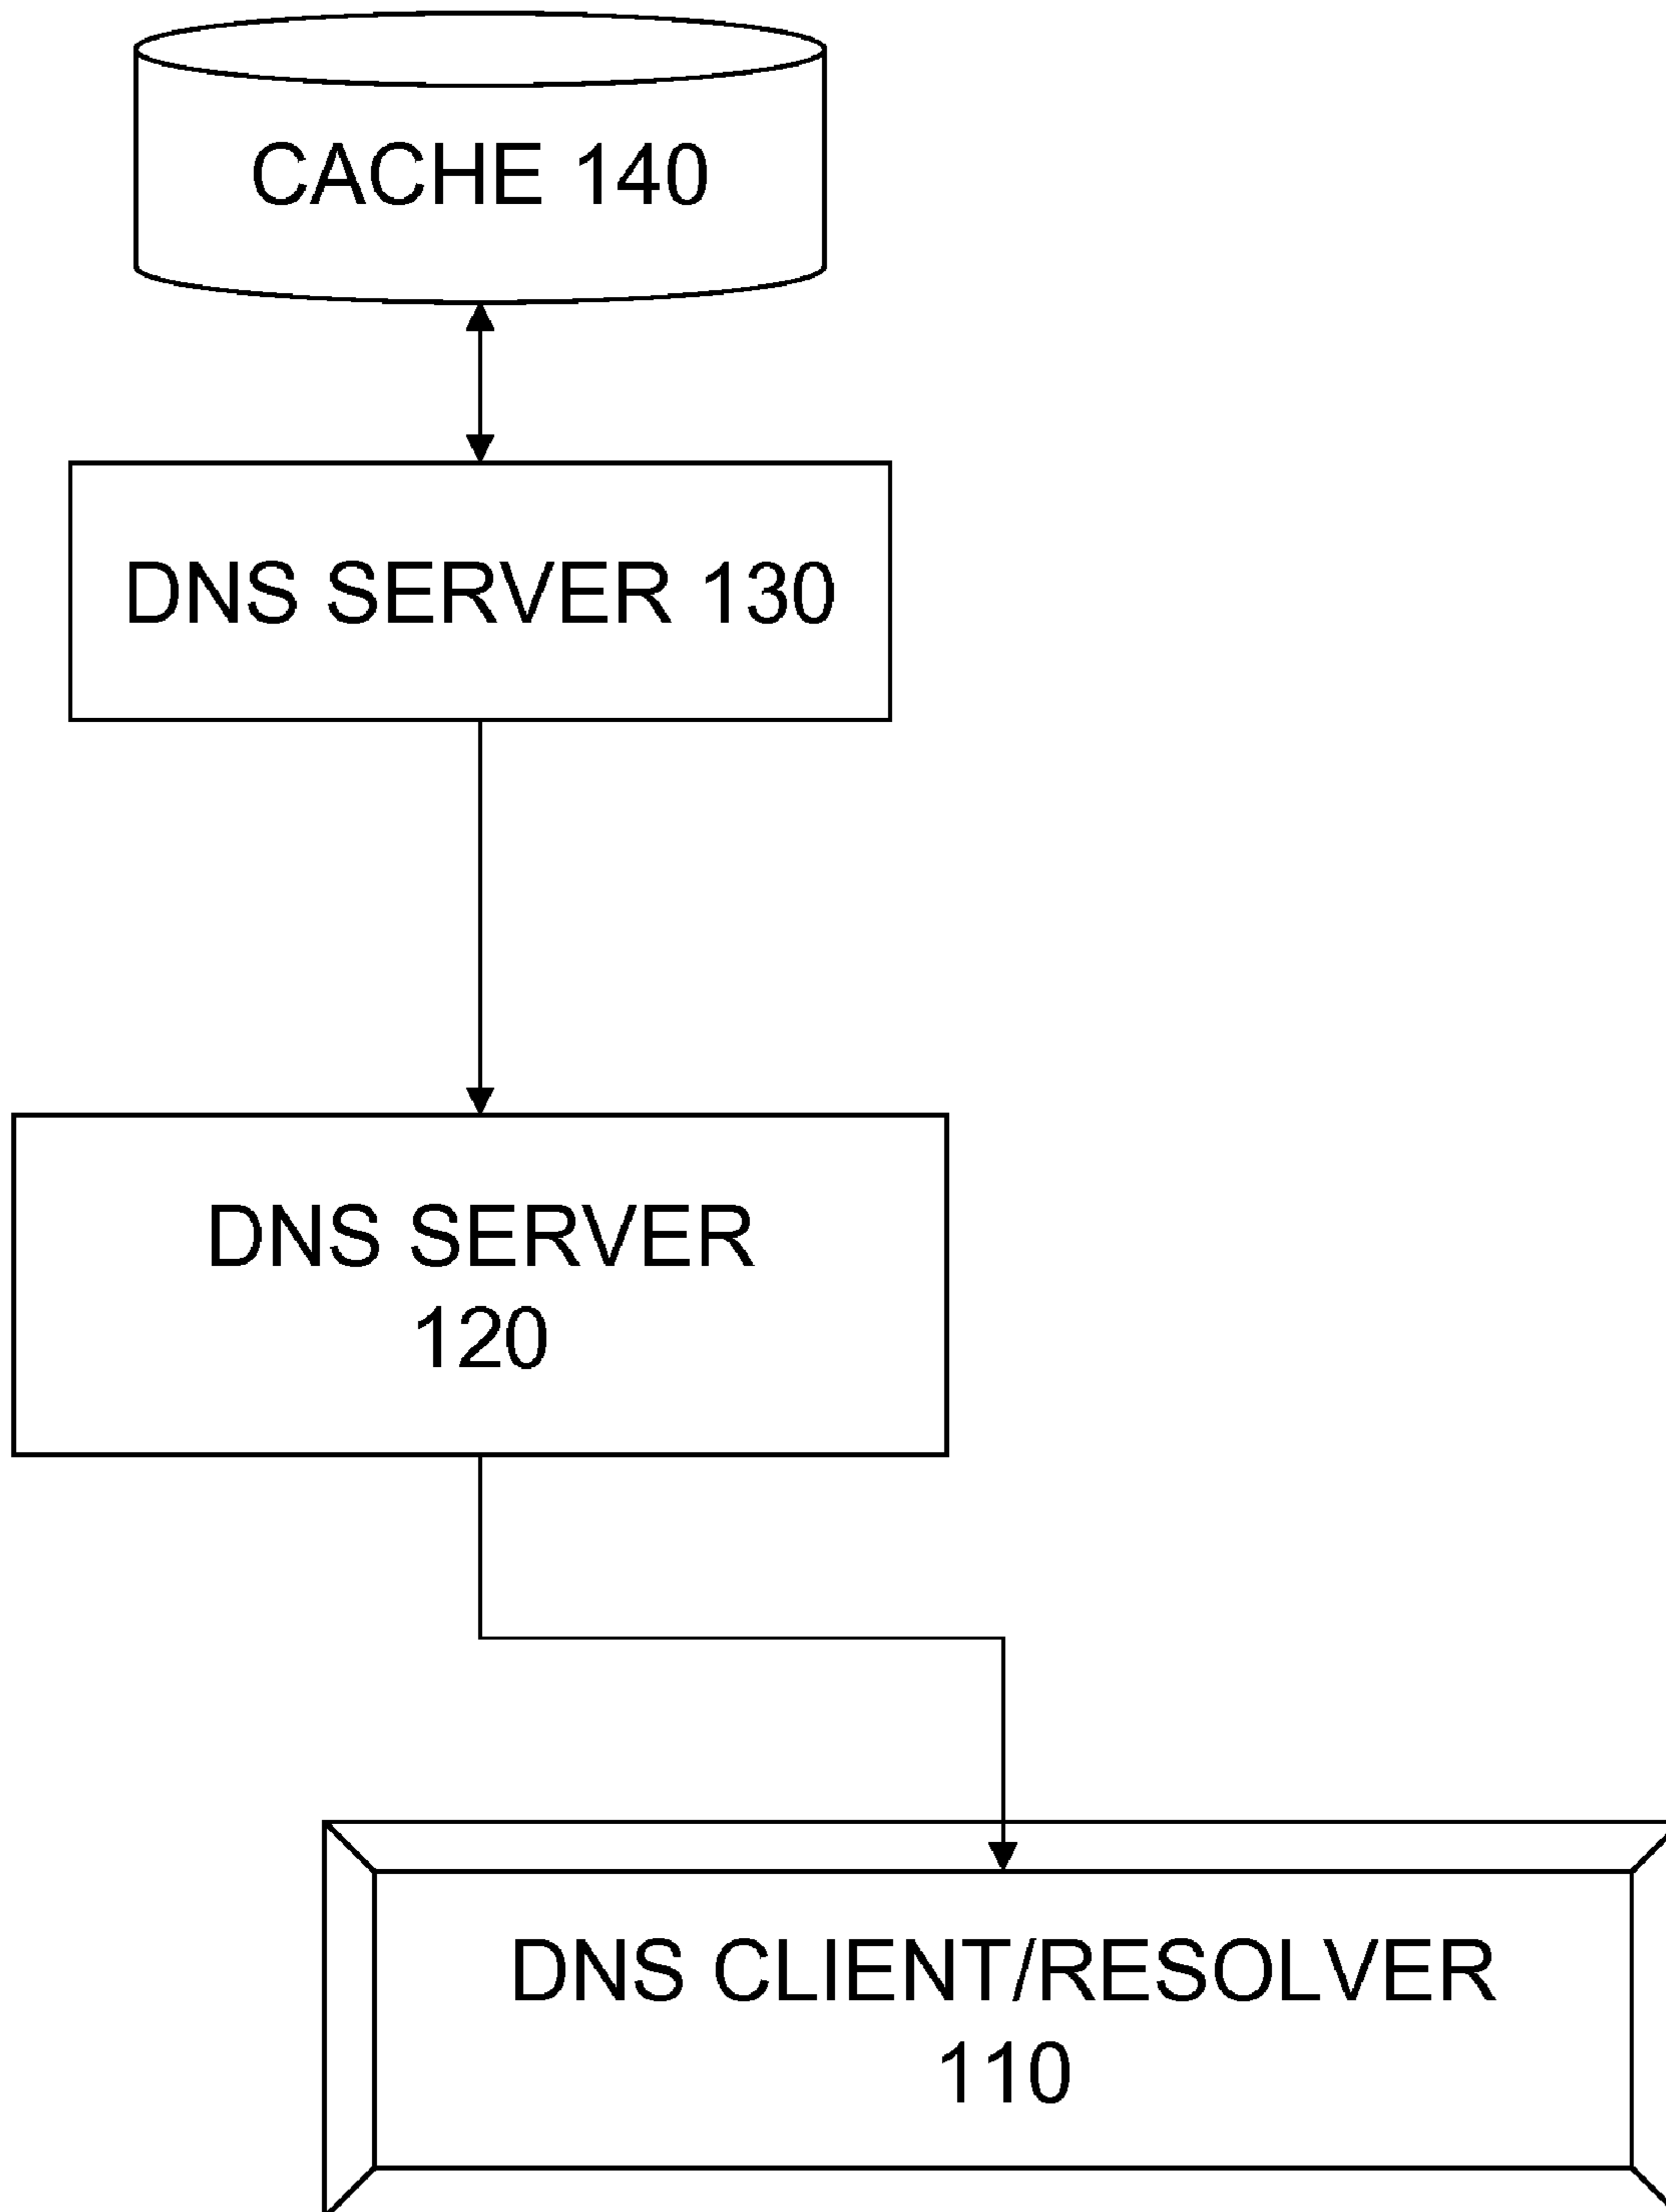 CACHE 140
DNS SERVER 130
DNS SERVER
120
DNS CLIENT/RESOLVER
110